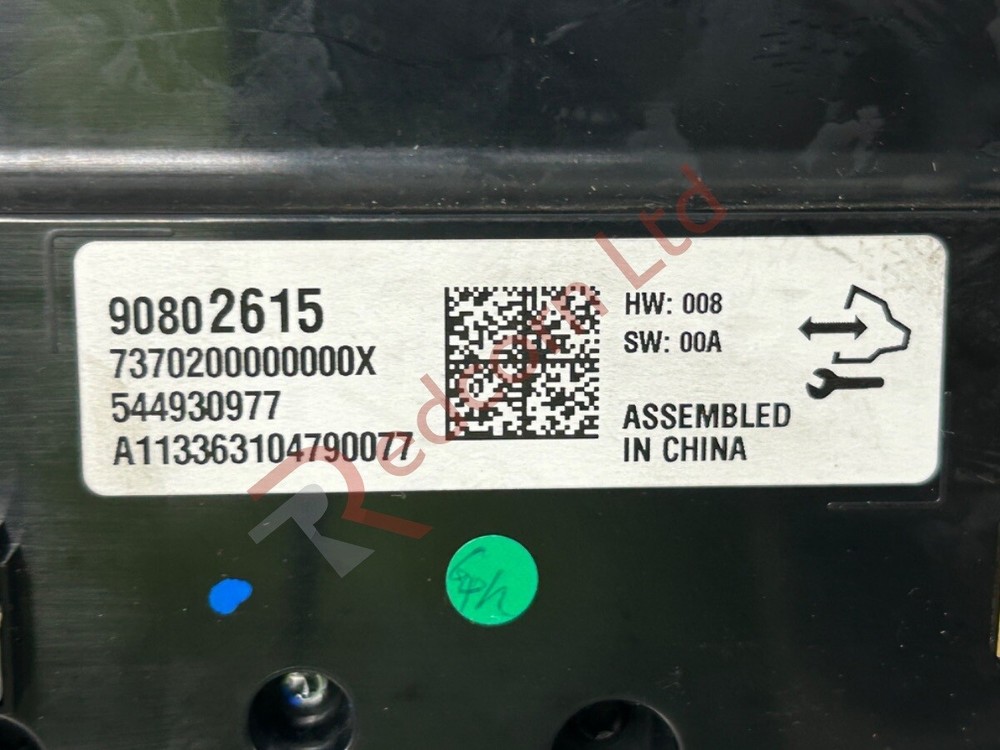 90802615
7370200000000X
544930977
A113363104790077
HW: 008
SW: 00A
ASSEMBLED
IN CHINA
Redcorn Ltd